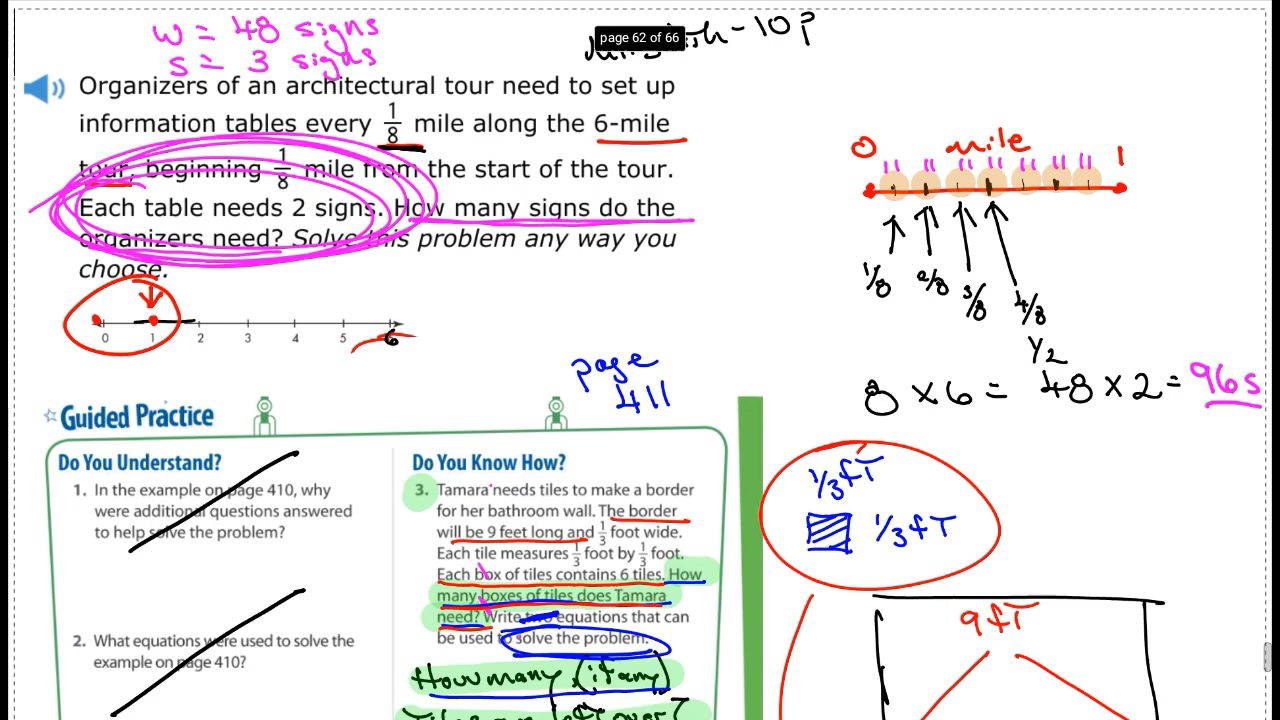 w = 48 signs
s = 3 signs
page 62 of 66
- 10 ?
Organizers of an architectural tour need to set up
information tables every 1/8 mile along the 6-mile
tour, beginning 1/8 mile from the start of the tour.
Each table needs 2 signs. How many signs do the
organizers need? Solve this problem any way you
choose.
0 1 2 3 4 5 6
0 mile 1
1/8 2/8 3/8 4/8
1/2
8 x 6 = 48 x 2 = 96s
page
411
Guided Practice
Do You Understand?
1. In the example on page 410, why
were additional questions answered
to help solve the problem?
2. What equations were used to solve the
example on page 410?
Do You Know How?
3. Tamara needs tiles to make a border
for her bathroom wall. The border
will be 9 feet long and 1/3 foot wide.
Each tile measures 1/3 foot by 1/3 foot.
Each box of tiles contains 6 tiles. How
many boxes of tiles does Tamara
need? Write two equations that can
be used to solve the problem.
How many (if any)
over?
1/3 fT
1/3 fT
9 fT